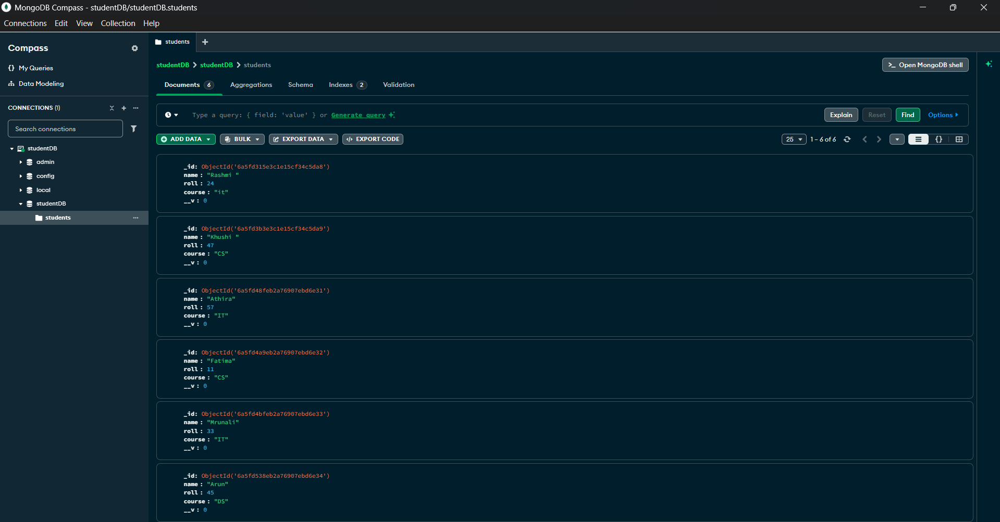 MongoDB Compass - studentDB/studentDB.students
Connections Edit View Collection Help
Compass
{} My Queries
Data Modeling
CONNECTIONS (1)
Search connections
studentDB
admin
config
local
studentDB
students
students
studentDB > studentDB > students
>_ Open MongoDB shell
Documents 6 Aggregations Schema Indexes 2 Validation
Type a query: { field: 'value' } or Generate query
Explain Reset Find Options
ADD DATA BULK EXPORT DATA </> EXPORT CODE
25 1 – 6 of 6 {}
_id: ObjectId('6a5fd315e3c1e15cf34c5da8')
name : "Rashmi "
roll : 24
course : "it"
__v : 0
_id: ObjectId('6a5fd3b3e3c1e15cf34c5da9')
name : "Khushi "
roll : 47
course : "CS"
__v : 0
_id: ObjectId('6a5fd48feb2a76907ebd6e31')
name : "Athira"
roll : 57
course : "IT"
__v : 0
_id: ObjectId('6a5fd4a9eb2a76907ebd6e32')
name : "Fatima"
roll : 11
course : "CS"
__v : 0
_id: ObjectId('6a5fd4bfeb2a76907ebd6e33')
name : "Mrunali"
roll : 33
course : "IT"
__v : 0
_id: ObjectId('6a5fd538eb2a76907ebd6e34')
name : "Arun"
roll : 45
course : "DS"
__v : 0